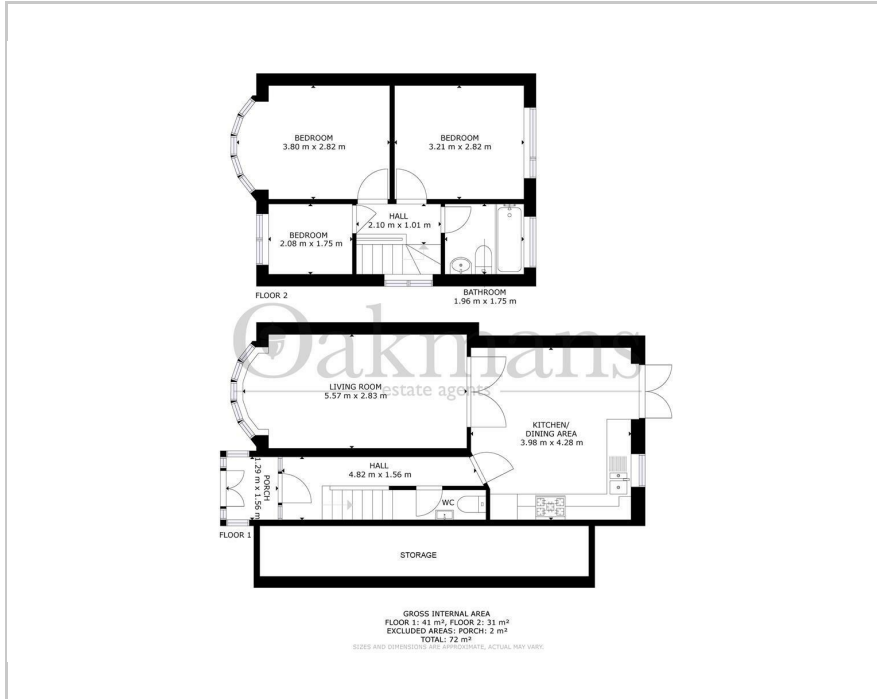 BEDROOM
3.80 m x 2.82 m
BEDROOM
3.21 m x 2.82 m
HALL
2.10 m x 1.01 m
BEDROOM
2.08 m x 1.75 m
BATHROOM
1.96 m x 1.75 m
FLOOR 2
Oakmans
estate agents
LIVING ROOM
5.57 m x 2.83 m
KITCHEN/
DINING AREA
3.98 m x 4.28 m
HALL
4.82 m x 1.56 m
PORCH
1.29 m x 1.56 m
WC
FLOOR 1
STORAGE
GROSS INTERNAL AREA
FLOOR 1: 41 m², FLOOR 2: 31 m²
EXCLUDED AREAS: PORCH: 2 m²
TOTAL: 72 m²
SIZES AND DIMENSIONS ARE APPROXIMATE, ACTUAL MAY VARY.